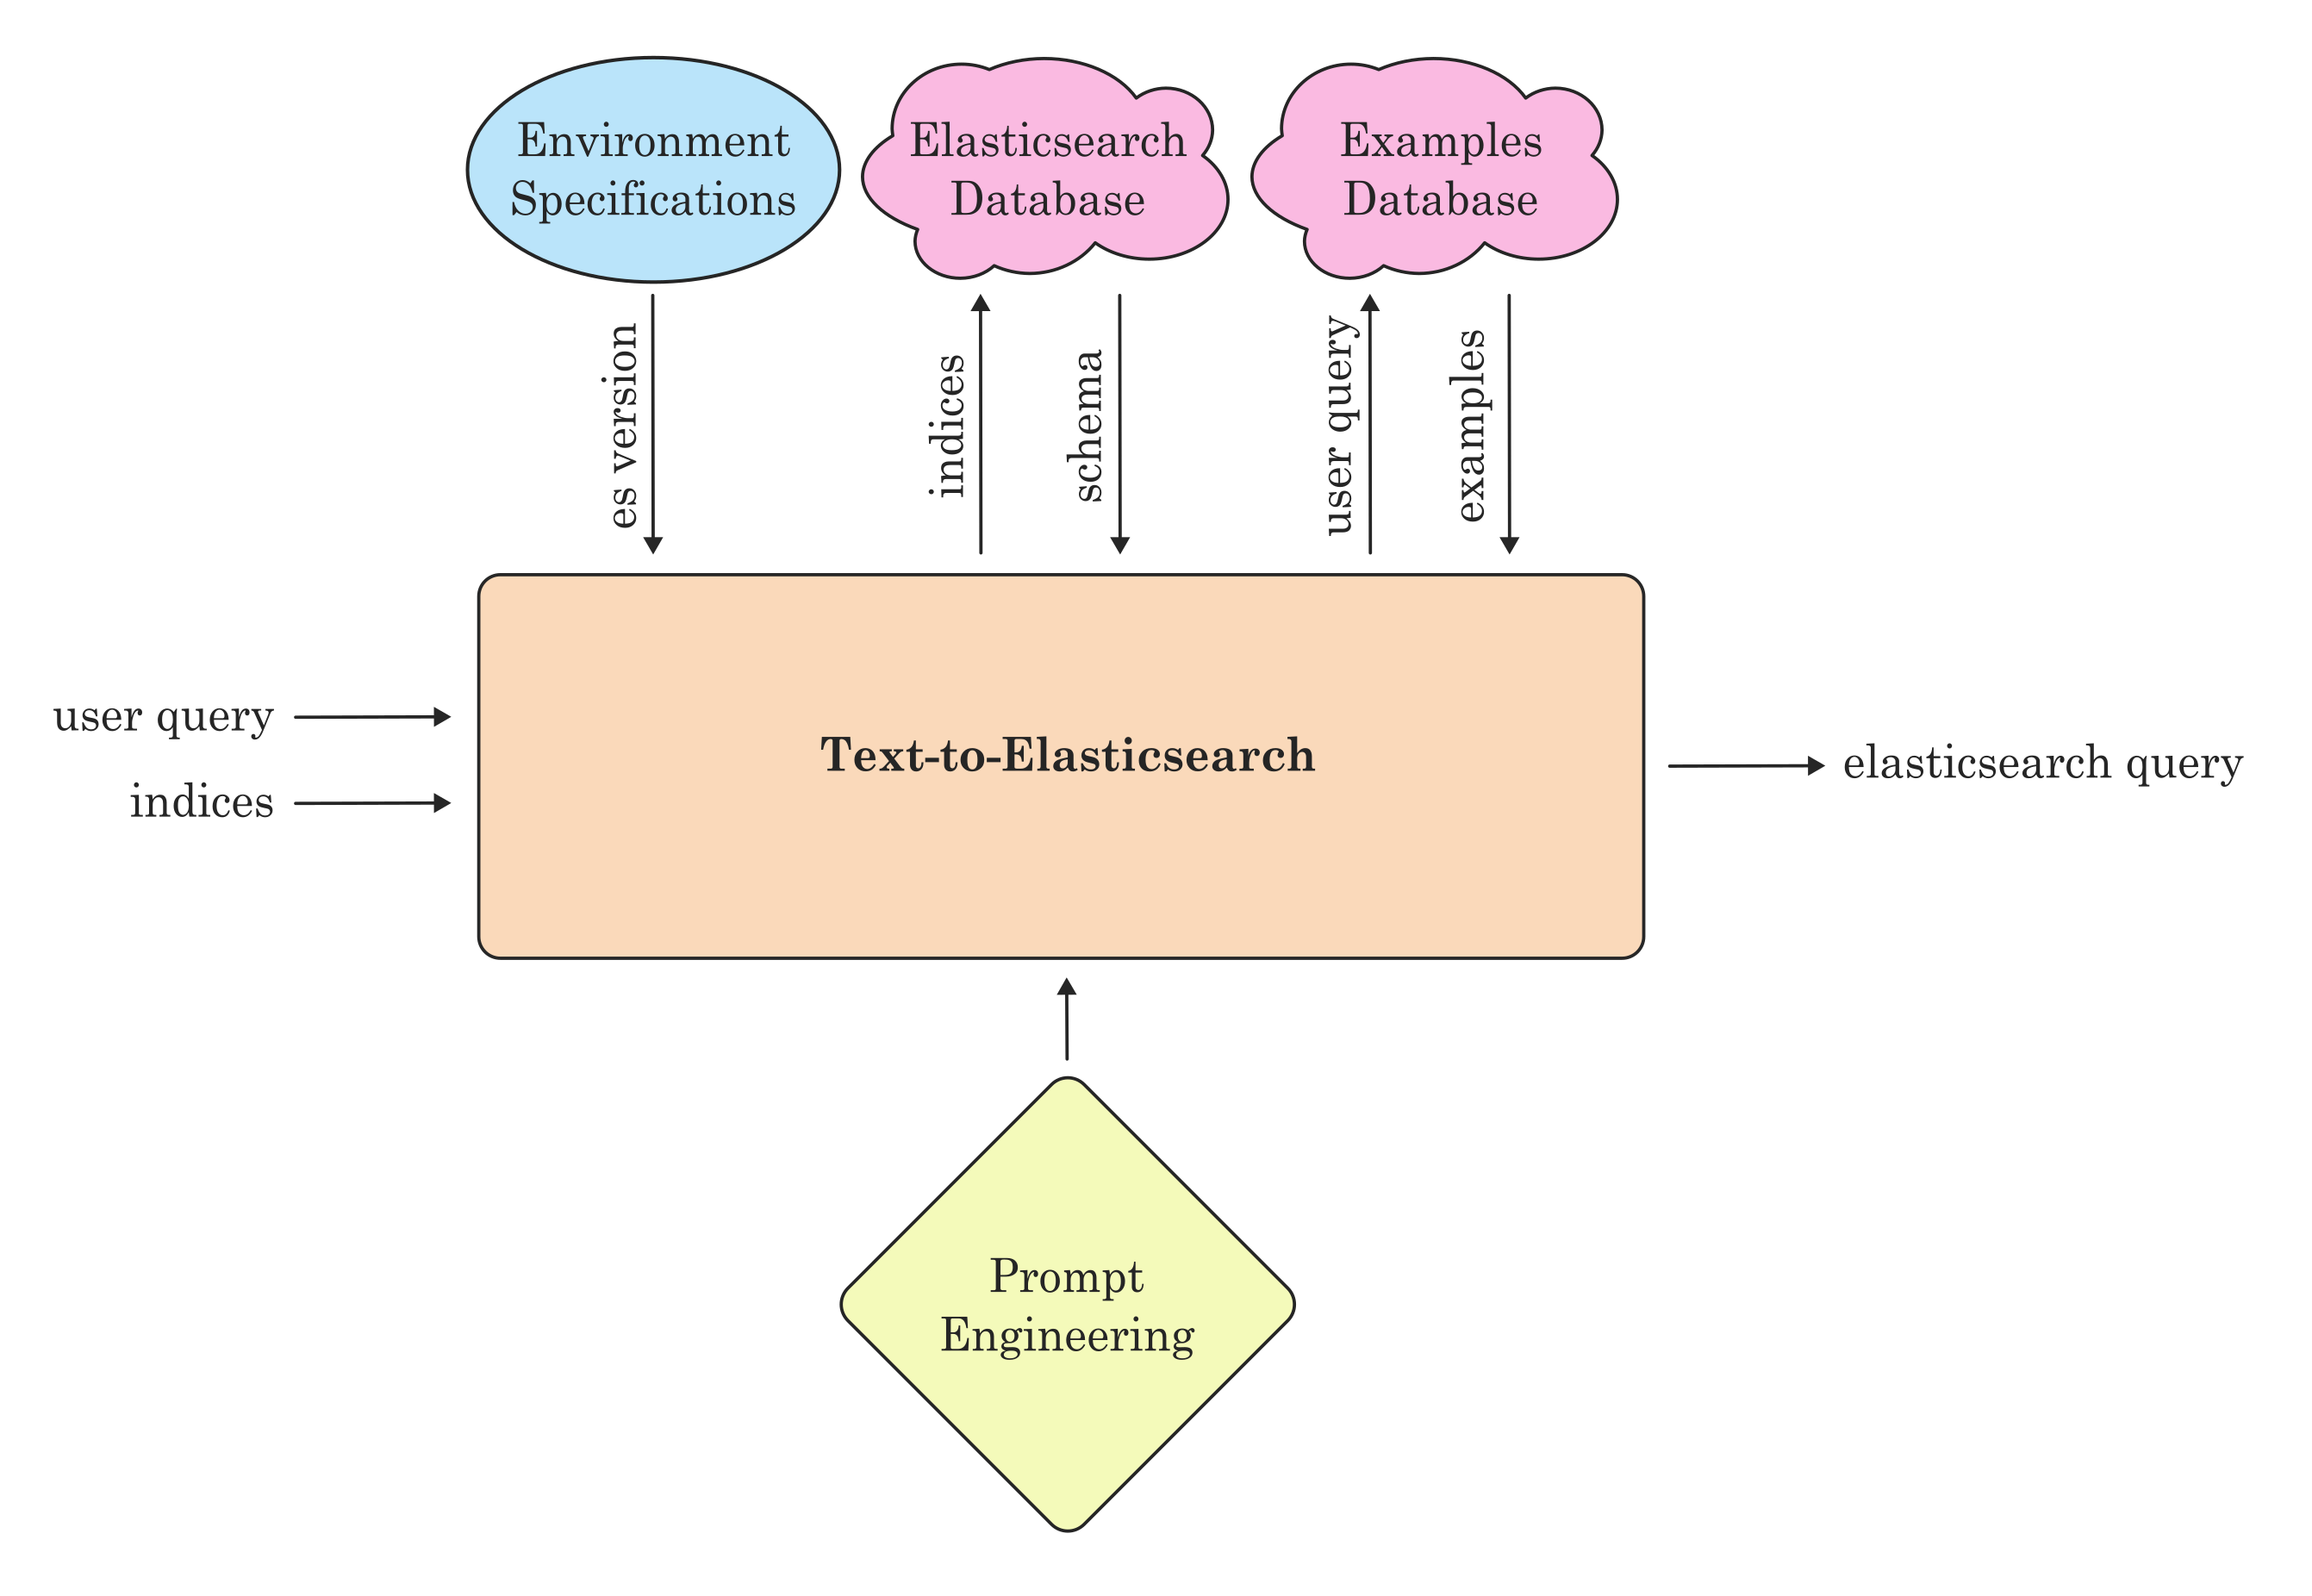 Environment
Specifications
Elasticsearch
Database
Examples
Database
es version
indices
schema
user query
examples
user query
indices
Text-to-Elasticsearch
elasticsearch query
Prompt
Engineering